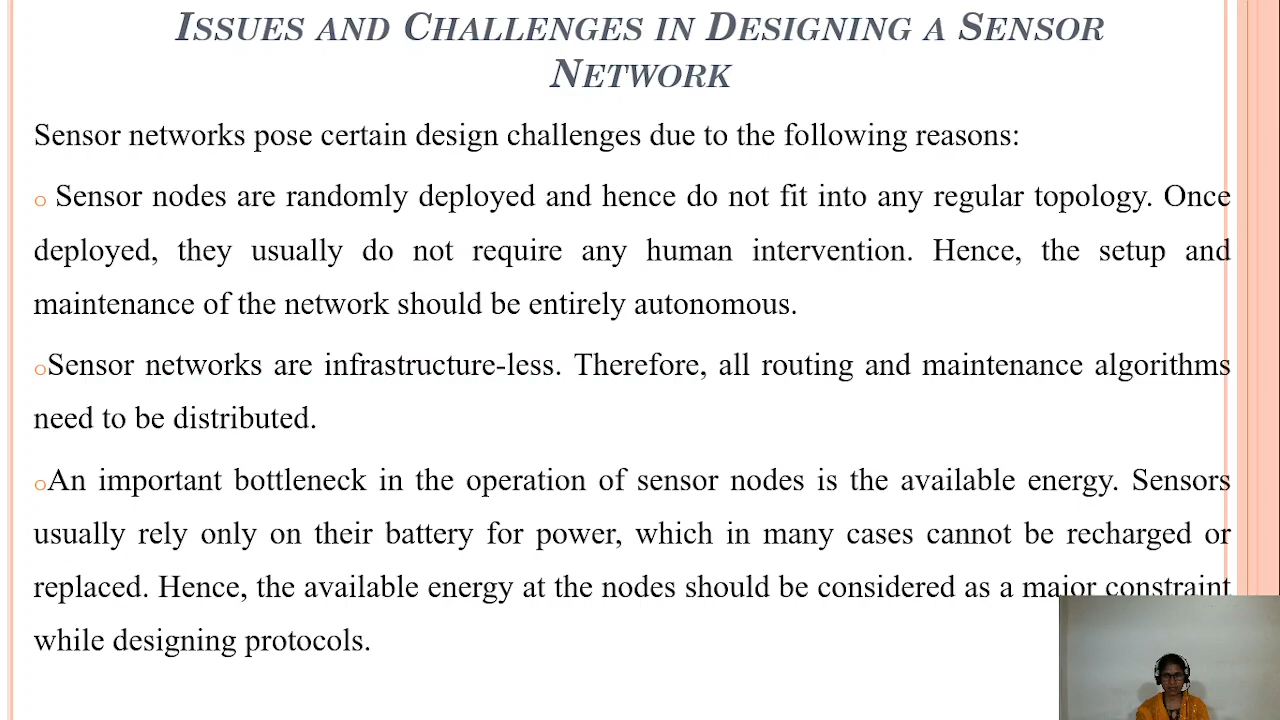 ISSUES AND CHALLENGES IN DESIGNING A SENSOR
NETWORK
Sensor networks pose certain design challenges due to the following reasons:
o Sensor nodes are randomly deployed and hence do not fit into any regular topology. Once
deployed, they usually do not require any human intervention. Hence, the setup and
maintenance of the network should be entirely autonomous.
oSensor networks are infrastructure-less. Therefore, all routing and maintenance algorithms
need to be distributed.
oAn important bottleneck in the operation of sensor nodes is the available energy. Sensors
usually rely only on their battery for power, which in many cases cannot be recharged or
replaced. Hence, the available energy at the nodes should be considered as a major constraint
while designing protocols.